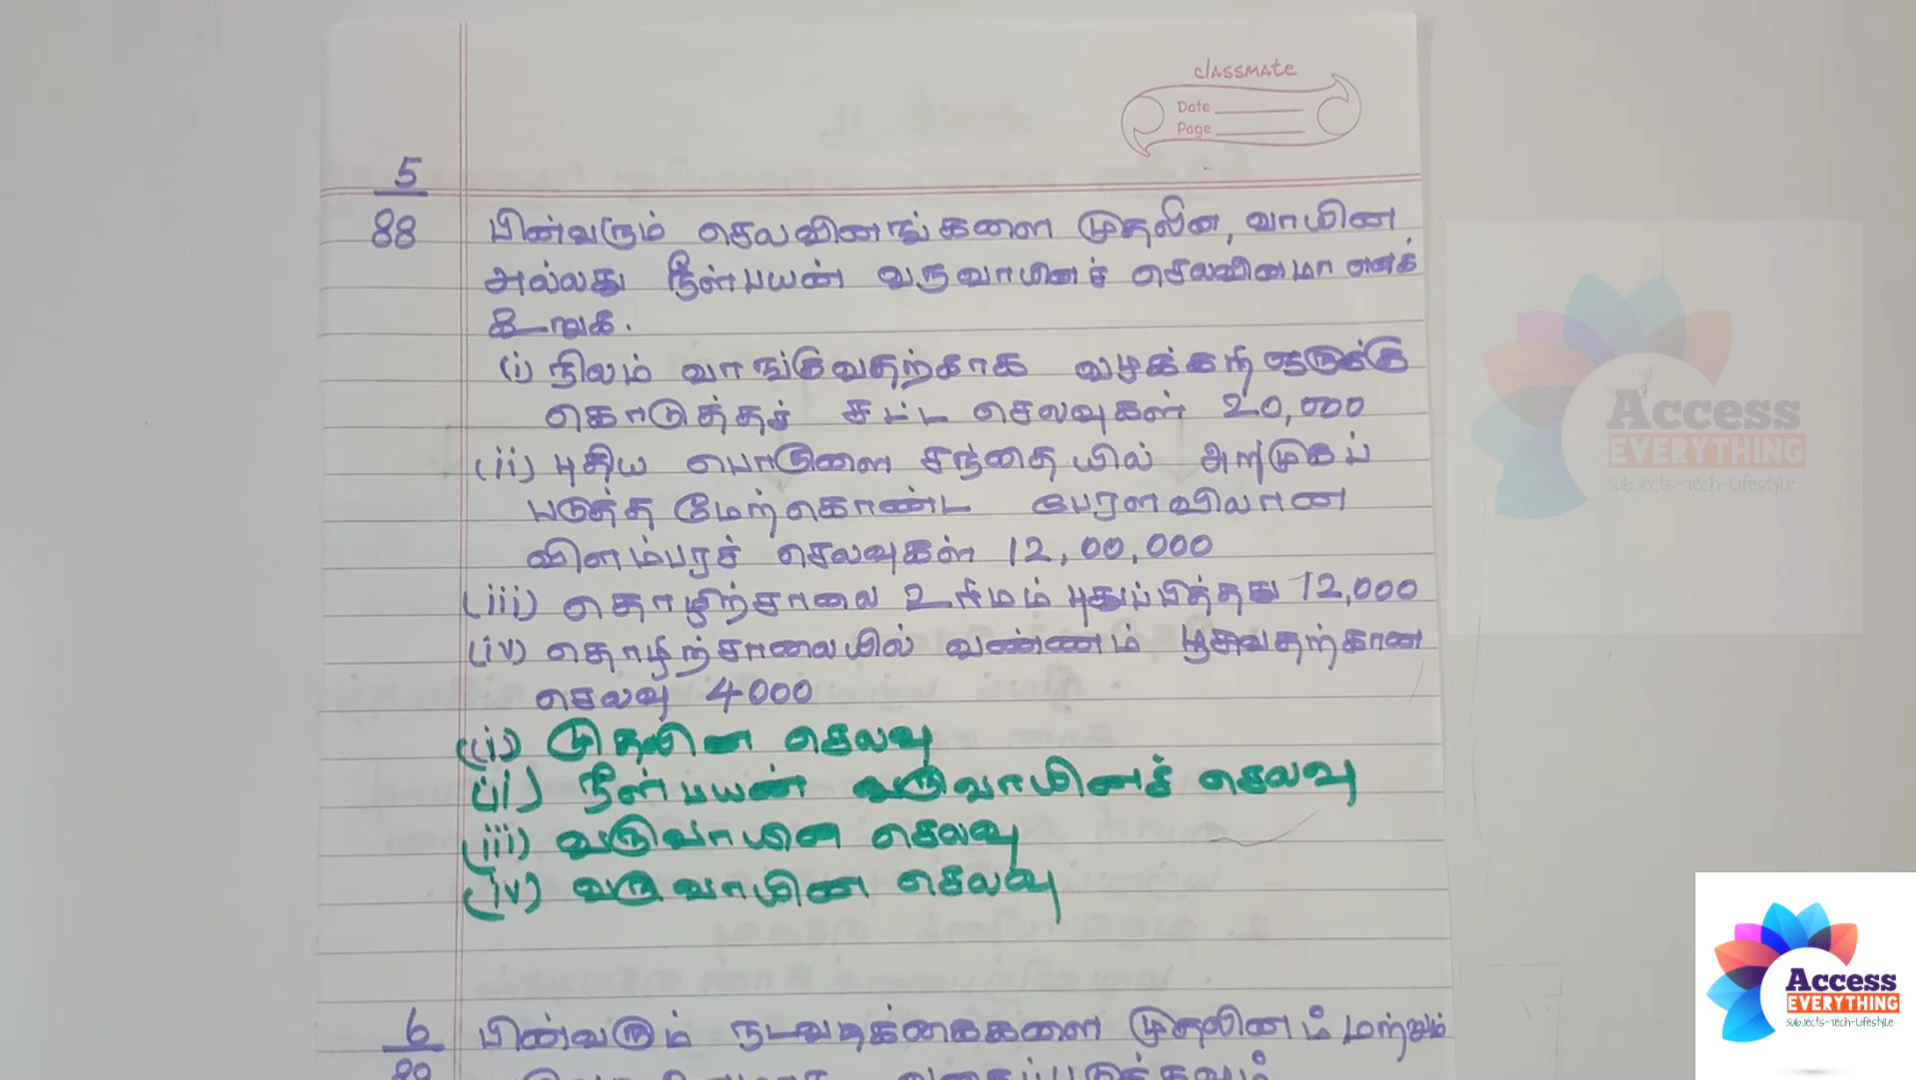 classmate
Date
Page
5
88 பின்வரும் செலவினங்களை முதலின, வாயின
அல்லது நீள்பயன் வருவாயினச் செலவினமா எனக்
கூறுக.
(i) நிலம் வாங்குவதற்காக வழக்கறிஞருக்கு
கொடுத்தச் சட்ட செலவுகள் 20,000
(ii) புதிய பொருளை சந்தையில் அறிமுகப்
படுத்த மேற்கொண்ட பேரளவிலான
விளம்பரச் செலவுகள் 12,00,000
(iii) தொழிற்சாலை உரிமம் புதுப்பித்தது 12,000
(iv) தொழிற்சாலையில் வண்ணம் பூசுவதற்கான
செலவு 4000
(i) முதலின செலவு
(ii) நீள்பயன் வருவாயினச் செலவு
(iii) வருவாயின செலவு
(iv) வருவாயின செலவு
6 பின்வரும் நடவடிக்கைகளை முதலினம் மற்றும்
89
Access
EVERYTHING
Subjects-Tech-Lifestyle
Access
EVERYTHING
Subjects-Tech-Lifestyle